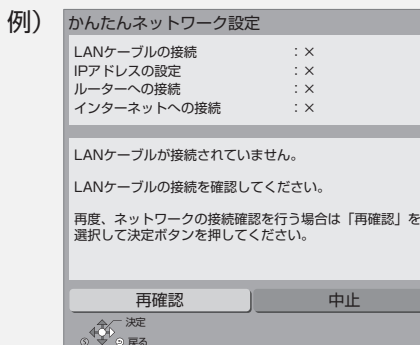 例）
かんたんネットワーク設定
LANケーブルの接続 ：×
IPアドレスの設定 ：×
ルーターへの接続 ：×
インターネットへの接続 ：×
LANケーブルが接続されていません。
LANケーブルの接続を確認してください。
再度、ネットワークの接続確認を行う場合は「再確認」を
選択して決定ボタンを押してください。
再確認 中止
決定
S 戻る